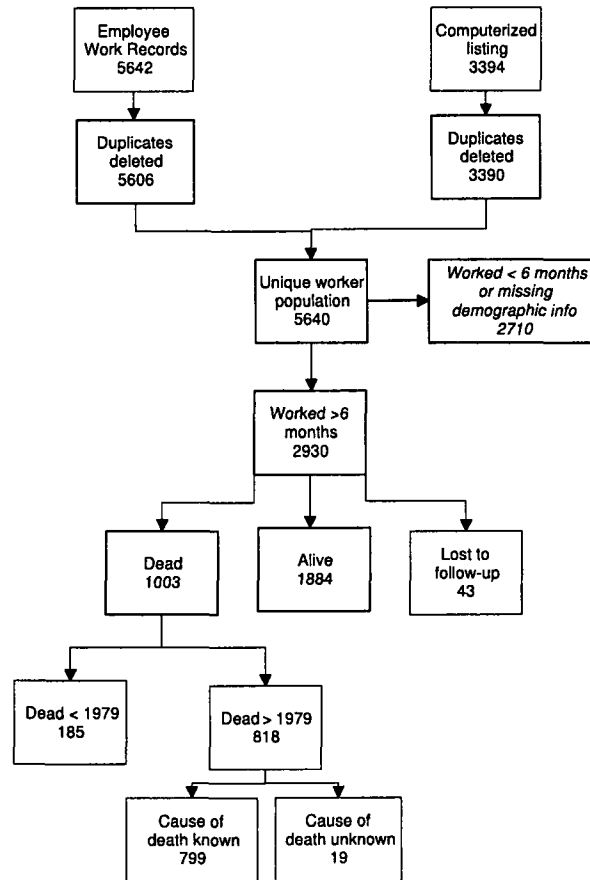 Employee
Work Records
5642
Computerized
listing
3394
Duplicates
deleted
5606
Duplicates
deleted
3390
Unique worker
population
5640
Worked < 6 months
or missing
demographic info
2710
Worked >6
months
2930
Dead
1003
Alive
1884
Lost to
follow-up
43
Dead < 1979
185
Dead > 1979
818
Cause of
death known
799
Cause of
death unknown
19